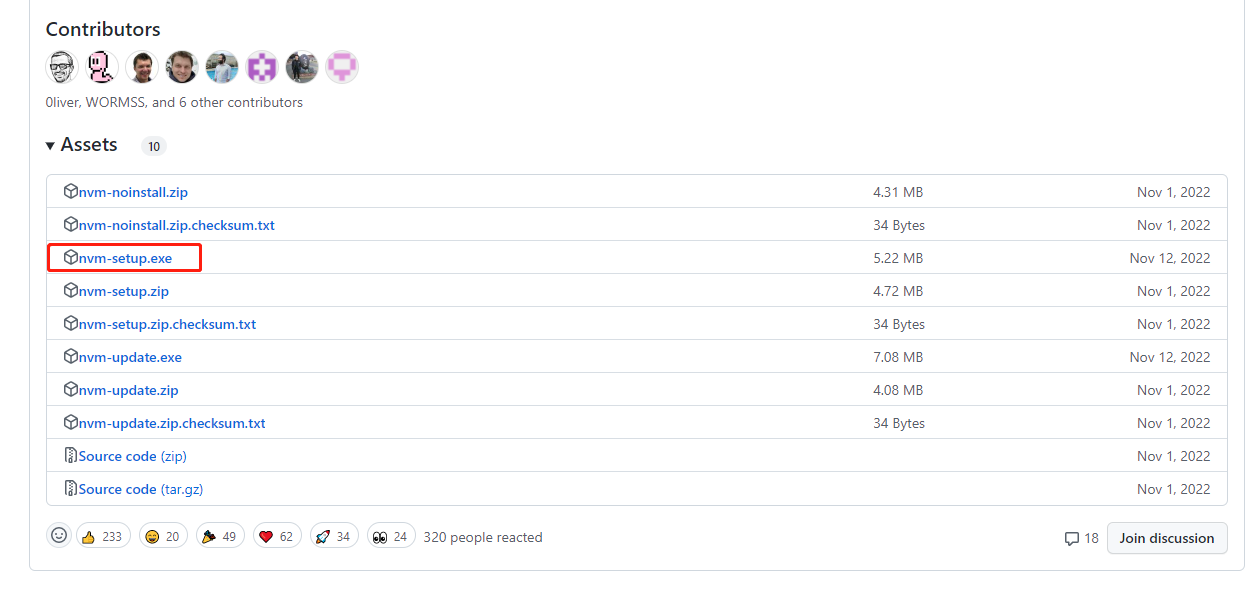 Contributors
0liver, WORMSS, and 6 other contributors
Assets 10
nvm-noinstall.zip 4.31 MB Nov 1, 2022
nvm-noinstall.zip.checksum.txt 34 Bytes Nov 1, 2022
nvm-setup.exe 5.22 MB Nov 12, 2022
nvm-setup.zip 4.72 MB Nov 1, 2022
nvm-setup.zip.checksum.txt 34 Bytes Nov 1, 2022
nvm-update.exe 7.08 MB Nov 12, 2022
nvm-update.zip 4.08 MB Nov 1, 2022
nvm-update.zip.checksum.txt 34 Bytes Nov 1, 2022
Source code (zip) Nov 1, 2022
Source code (tar.gz) Nov 1, 2022
233 20 49 62 34 24 320 people reacted 18 Join discussion